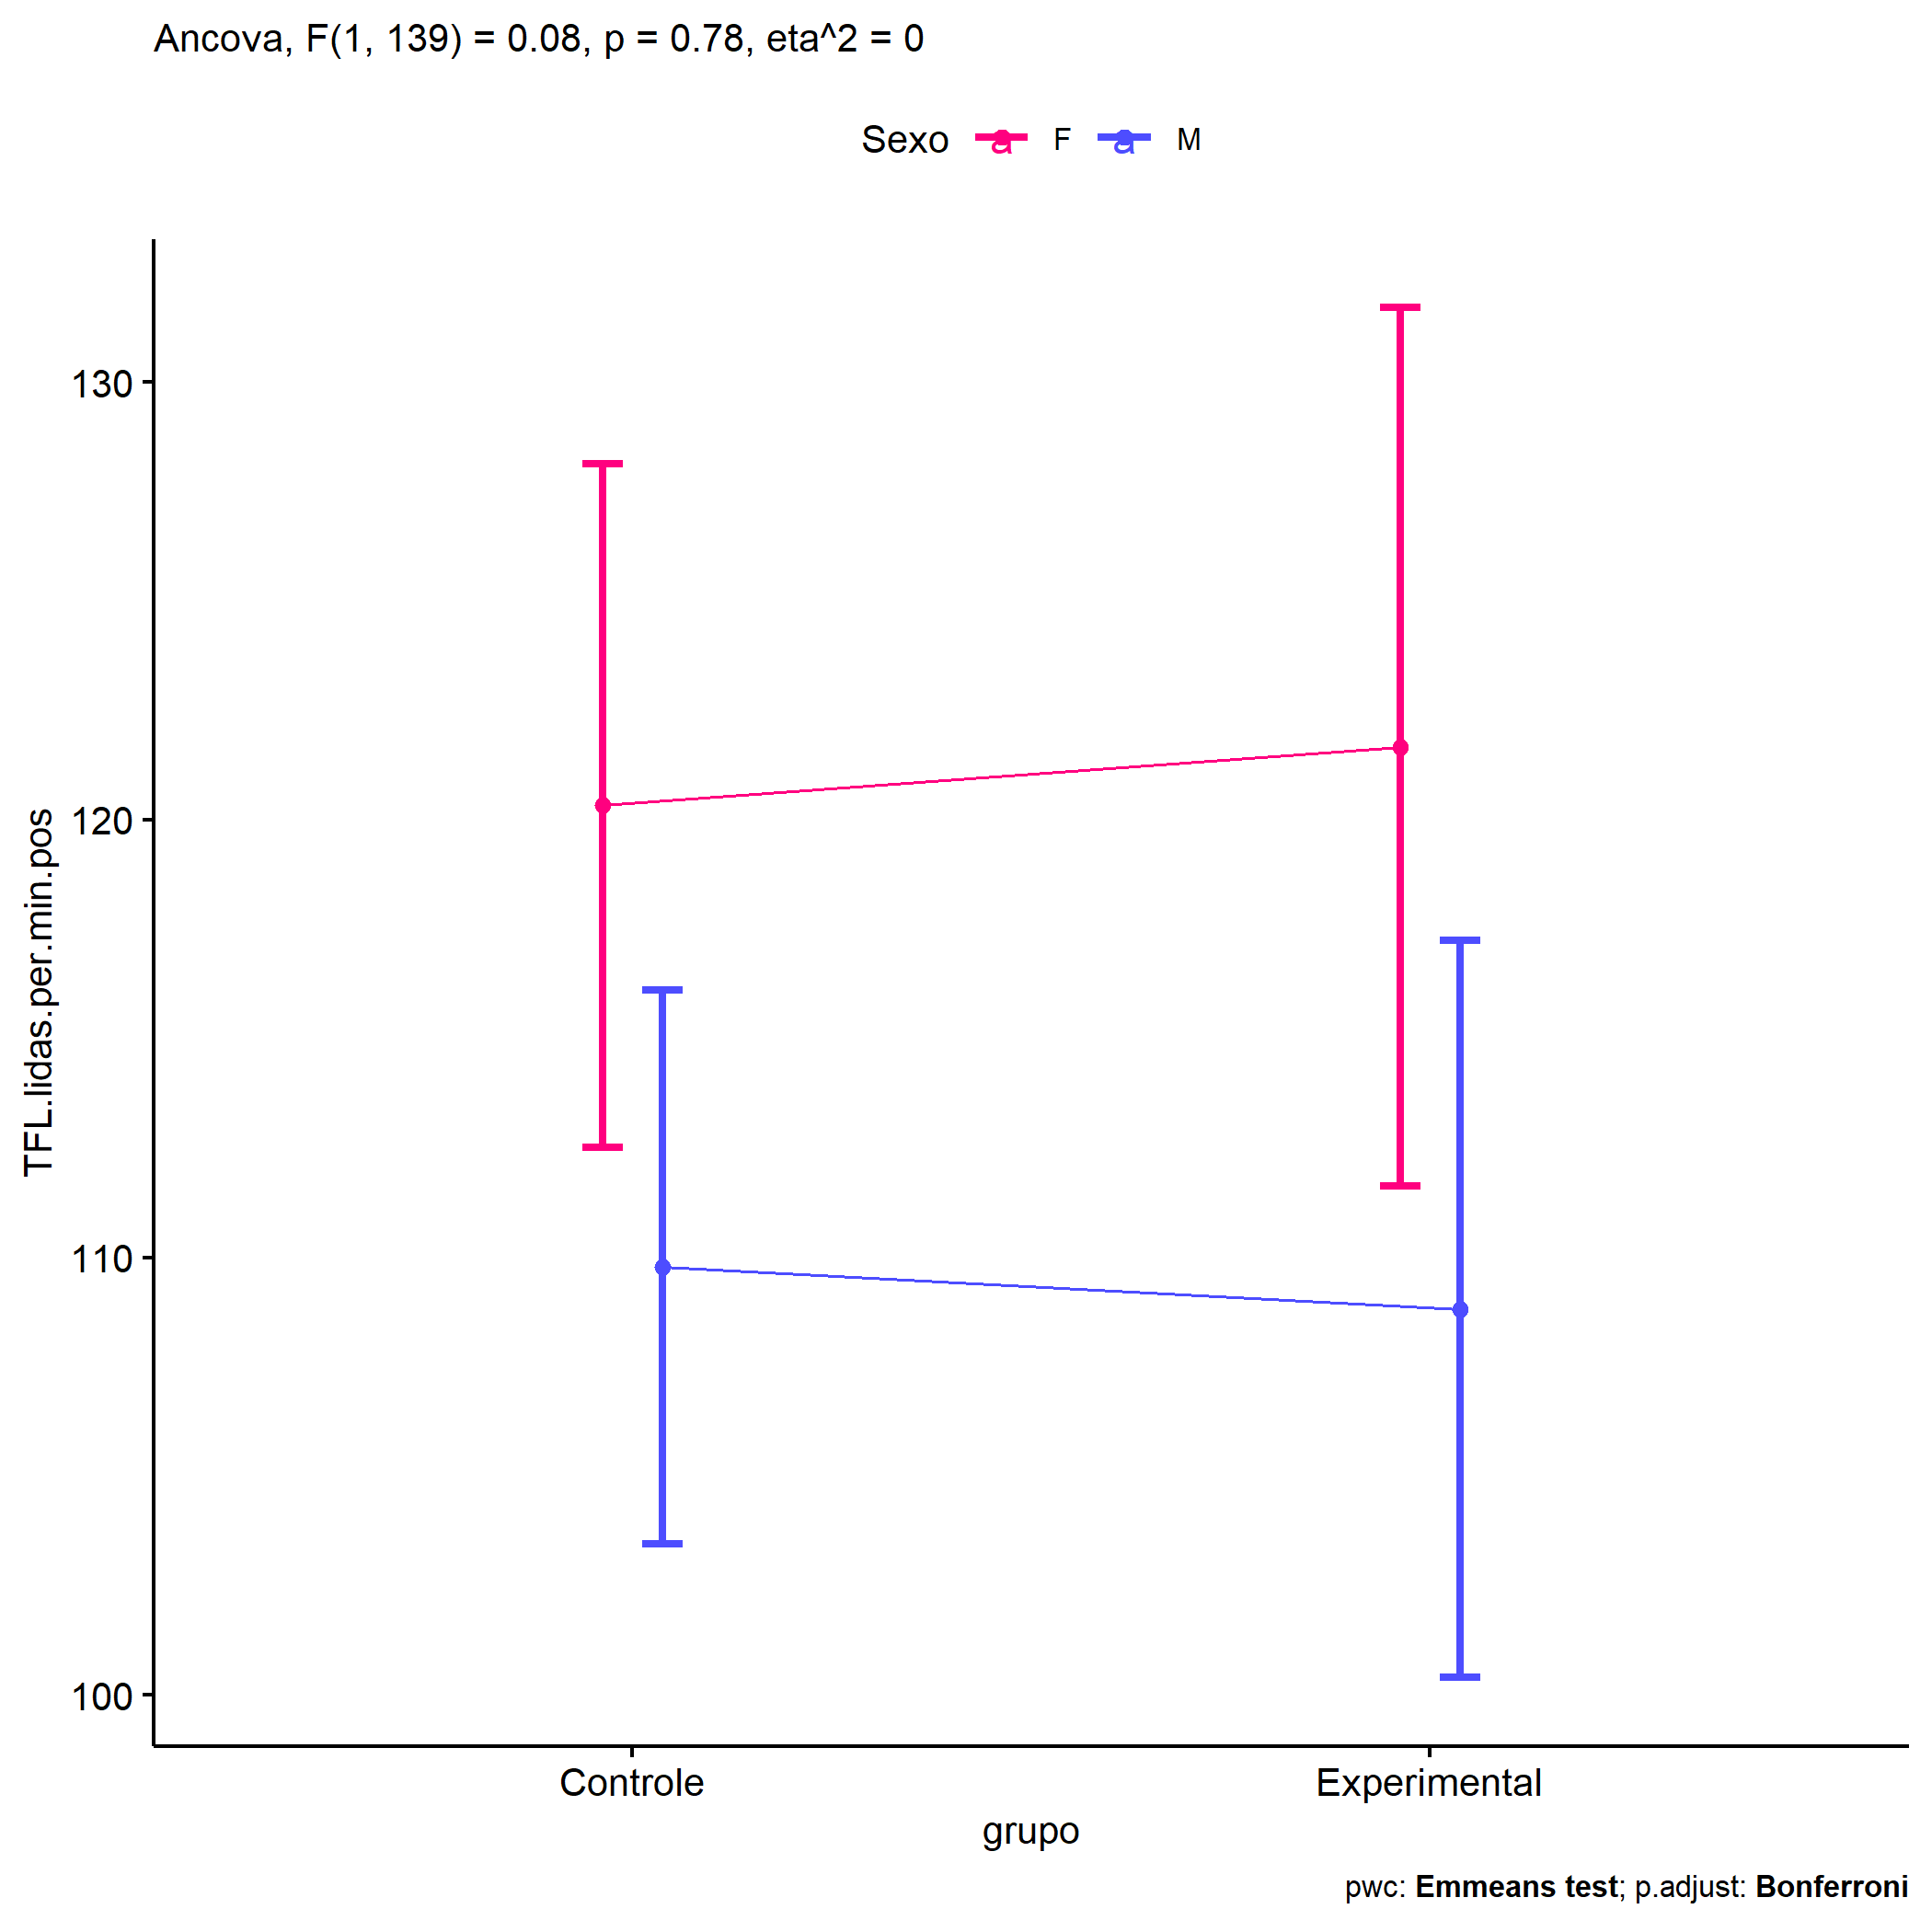 Ancova, F(1, 139) = 0.08, p = 0.78, eta^2 = 0
Sexo a F a M
130
120
110
100
TFL.lidas.per.min.pos
Controle Experimental
grupo
pwc: Emmeans test; p.adjust: Bonferroni